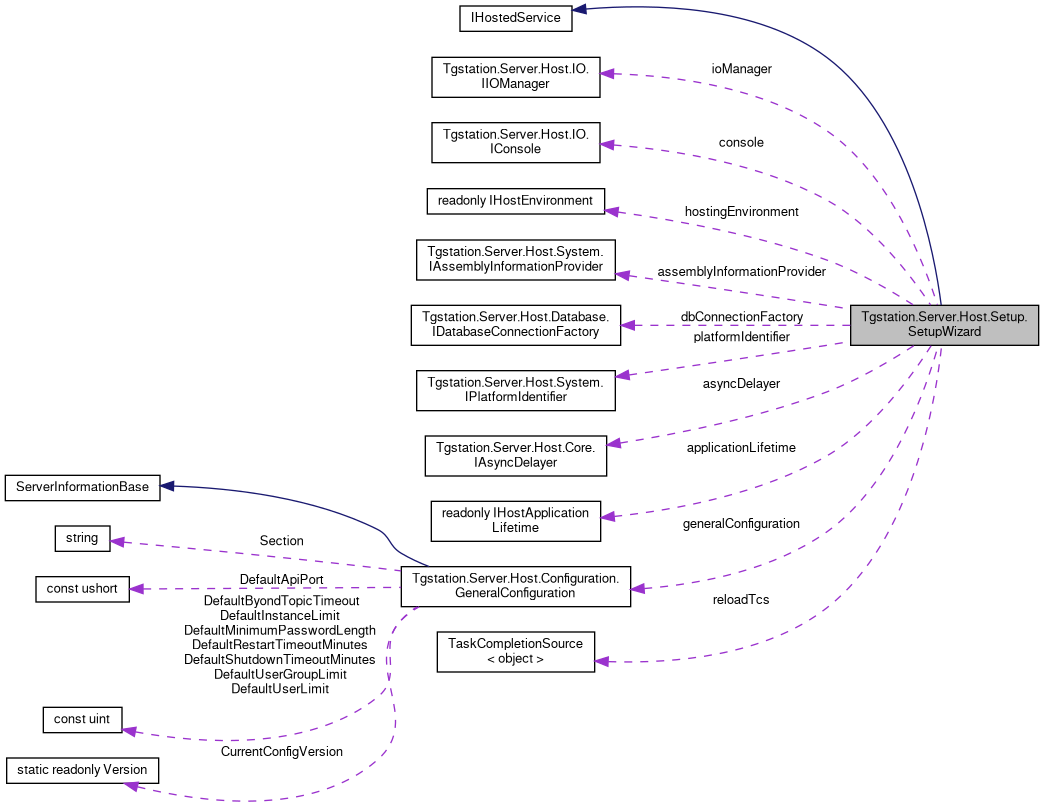 IHostedService
Tgstation.Server.Host.IO.
IIOManager
ioManager
Tgstation.Server.Host.IO.
IConsole
console
readonly IHostEnvironment
hostingEnvironment
Tgstation.Server.Host.System.
IAssemblyInformationProvider
assemblyInformationProvider
Tgstation.Server.Host.Database.
IDatabaseConnectionFactory
dbConnectionFactory
Tgstation.Server.Host.Setup.
SetupWizard
platformIdentifier
Tgstation.Server.Host.System.
IPlatformIdentifier
asyncDelayer
Tgstation.Server.Host.Core.
IAsyncDelayer
applicationLifetime
readonly IHostApplication
Lifetime
generalConfiguration
ServerInformationBase
string
Section
Tgstation.Server.Host.Configuration.
GeneralConfiguration
const ushort
DefaultApiPort
DefaultByondTopicTimeout
DefaultInstanceLimit
DefaultMinimumPasswordLength
DefaultRestartTimeoutMinutes
DefaultShutdownTimeoutMinutes
DefaultUserGroupLimit
DefaultUserLimit
reloadTcs
TaskCompletionSource
< object >
const uint
CurrentConfigVersion
static readonly Version